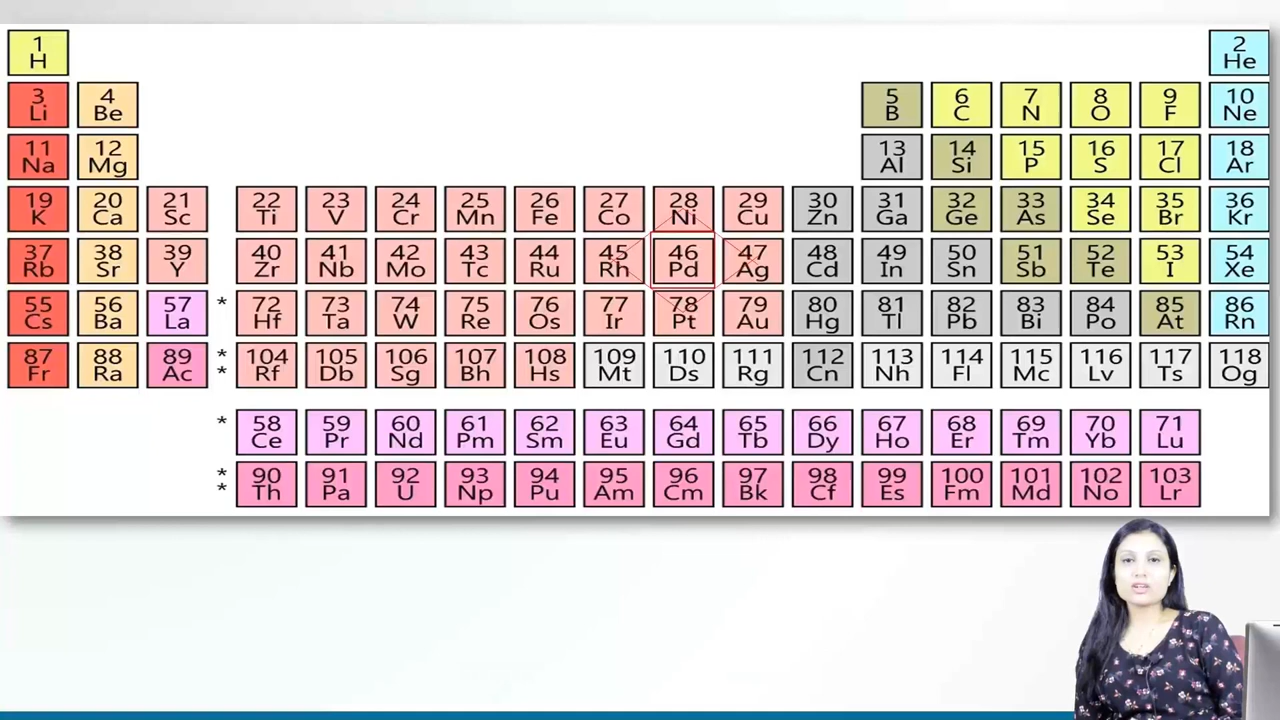 1 2
H He
3 4 5 6 7 8 9 10
Li Be B C N O F Ne
11 12 13 14 15 16 17 18
Na Mg Al Si P S Cl Ar
19 20 21 22 23 24 25 26 27 28 29 30 31 32 33 34 35 36
K Ca Sc Ti V Cr Mn Fe Co Ni Cu Zn Ga Ge As Se Br Kr
37 38 39 40 41 42 43 44 45 46 47 48 49 50 51 52 53 54
Rb Sr Y Zr Nb Mo Tc Ru Rh Pd Ag Cd In Sn Sb Te I Xe
55 56 57 * 72 73 74 75 76 77 78 79 80 81 82 83 84 85 86
Cs Ba La Hf Ta W Re Os Ir Pt Au Hg Tl Pb Bi Po At Rn
87 88 89 * 104 105 106 107 108 109 110 111 112 113 114 115 116 117 118
Fr Ra Ac * Rf Db Sg Bh Hs Mt Ds Rg Cn Nh Fl Mc Lv Ts Og
* 58 59 60 61 62 63 64 65 66 67 68 69 70 71
Ce Pr Nd Pm Sm Eu Gd Tb Dy Ho Er Tm Yb Lu
* 90 91 92 93 94 95 96 97 98 99 100 101 102 103
* Th Pa U Np Pu Am Cm Bk Cf Es Fm Md No Lr